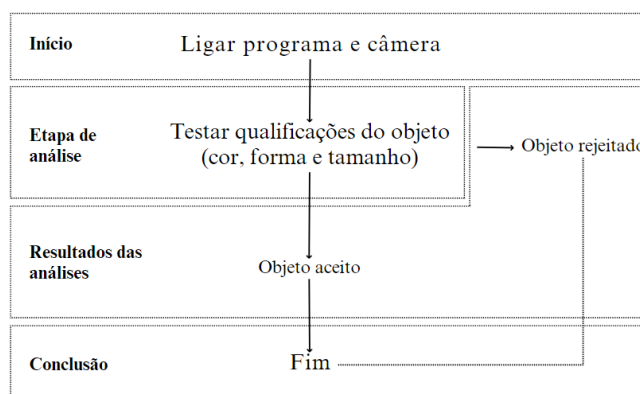 Início
Ligar programa e câmera
Etapa de
análise
Testar qualificações do objeto
(cor, forma e tamanho)
Objeto rejeitado
Resultados das
análises
Objeto aceito
Conclusão
Fim